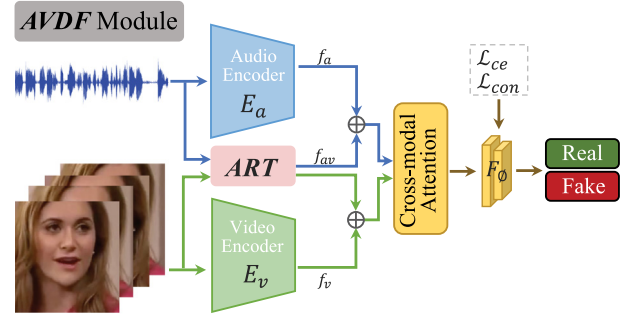 AVDF Module
Audio
Encoder
E_a
f_a
ART
f_av
Video
Encoder
E_v
f_v
⊕
⊕
Cross-modal
Attention
ℒ_ce
ℒ_con
F_∅
Real
Fake